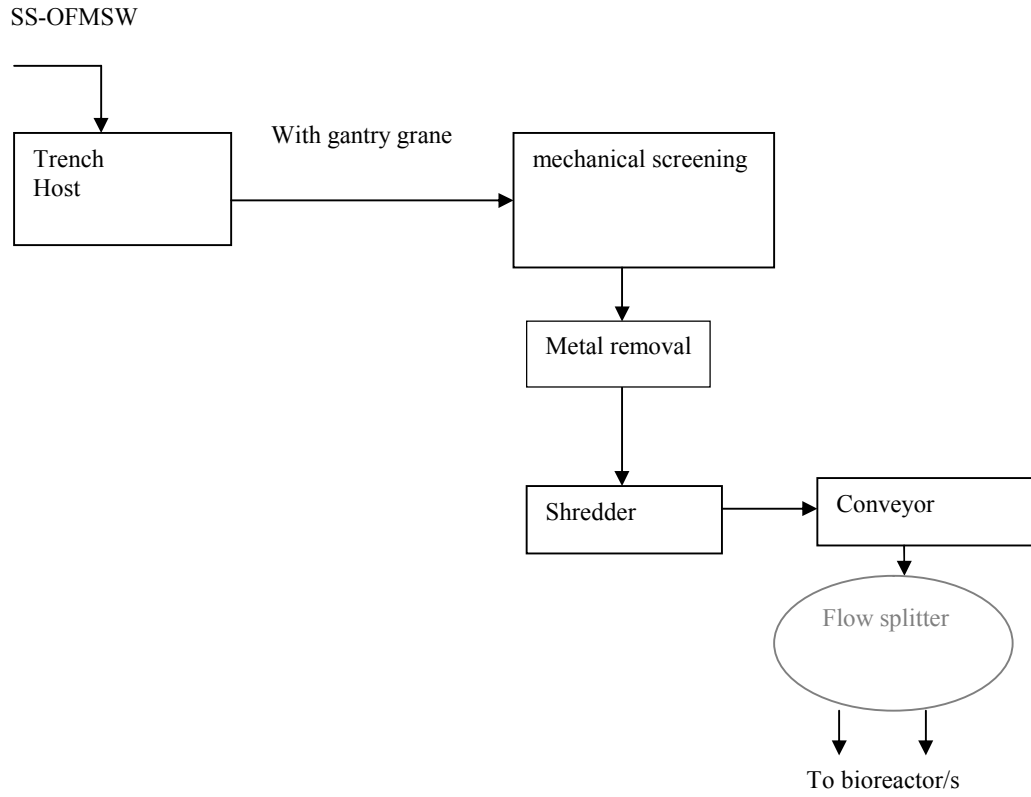 SS-OFMSW
With gantry grane
Trench
Host
mechanical screening
Metal removal
Shredder
Conveyor
Flow splitter
To bioreactor/s